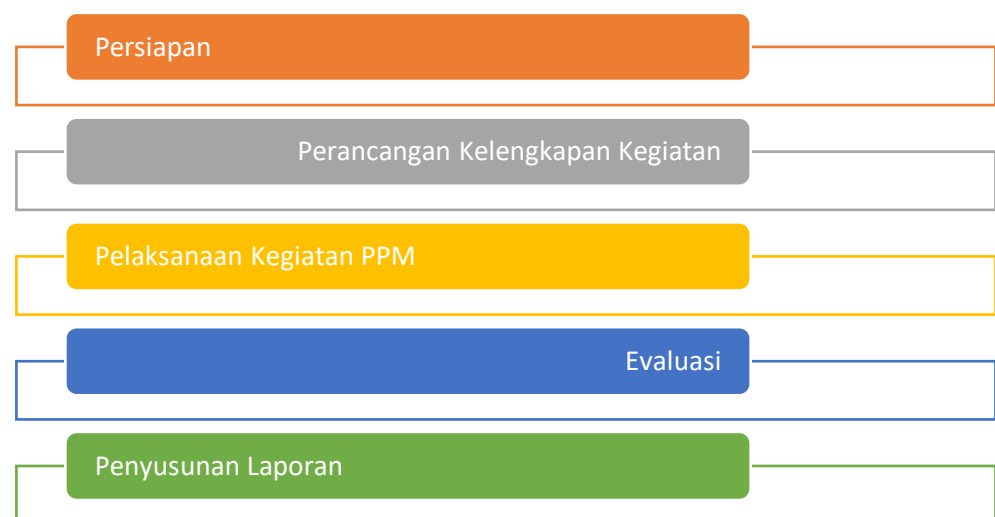 Persiapan
Perancangan Kelengkapan Kegiatan
Pelaksanaan Kegiatan PPM
Evaluasi
Penyusunan Laporan